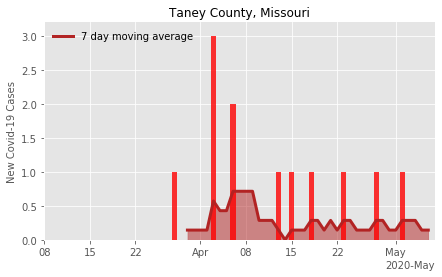 Taney County, Missouri
7 day moving average
New Covid-19 Cases
3.0
2.5
2.0
1.5
1.0
0.5
0.0
08 15 22 Apr 08 15 22 May
2020-May